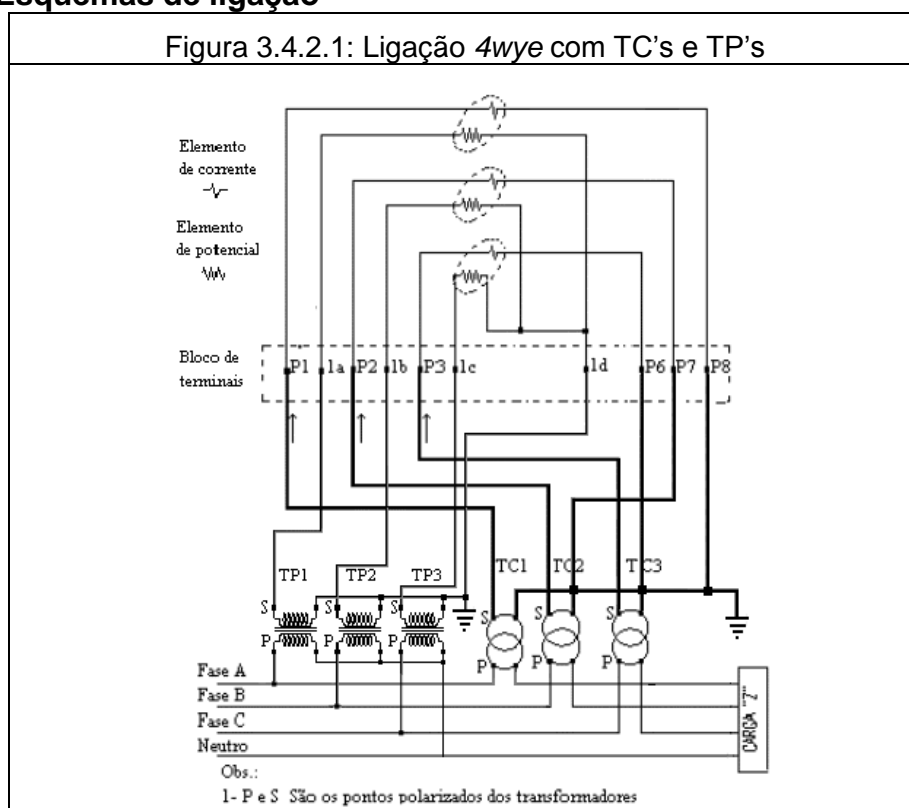 Esquemas de ligação
Figura 3.4.2.1: Ligação 4wye com TC's e TP's
Elemento
de corrente
Elemento
de potencial
Bloco de
terminais
P1 1a P2 1b P3 1c 1d P6 P7 P8
TP1 TP2 TP3 TC1 TC2 TC3
S S S S S S
P P P P P P
Fase A
Fase B
Fase C
Neutro
CARGA "Z"
Obs.:
1- P e S São os pontos polarizados dos transformadores